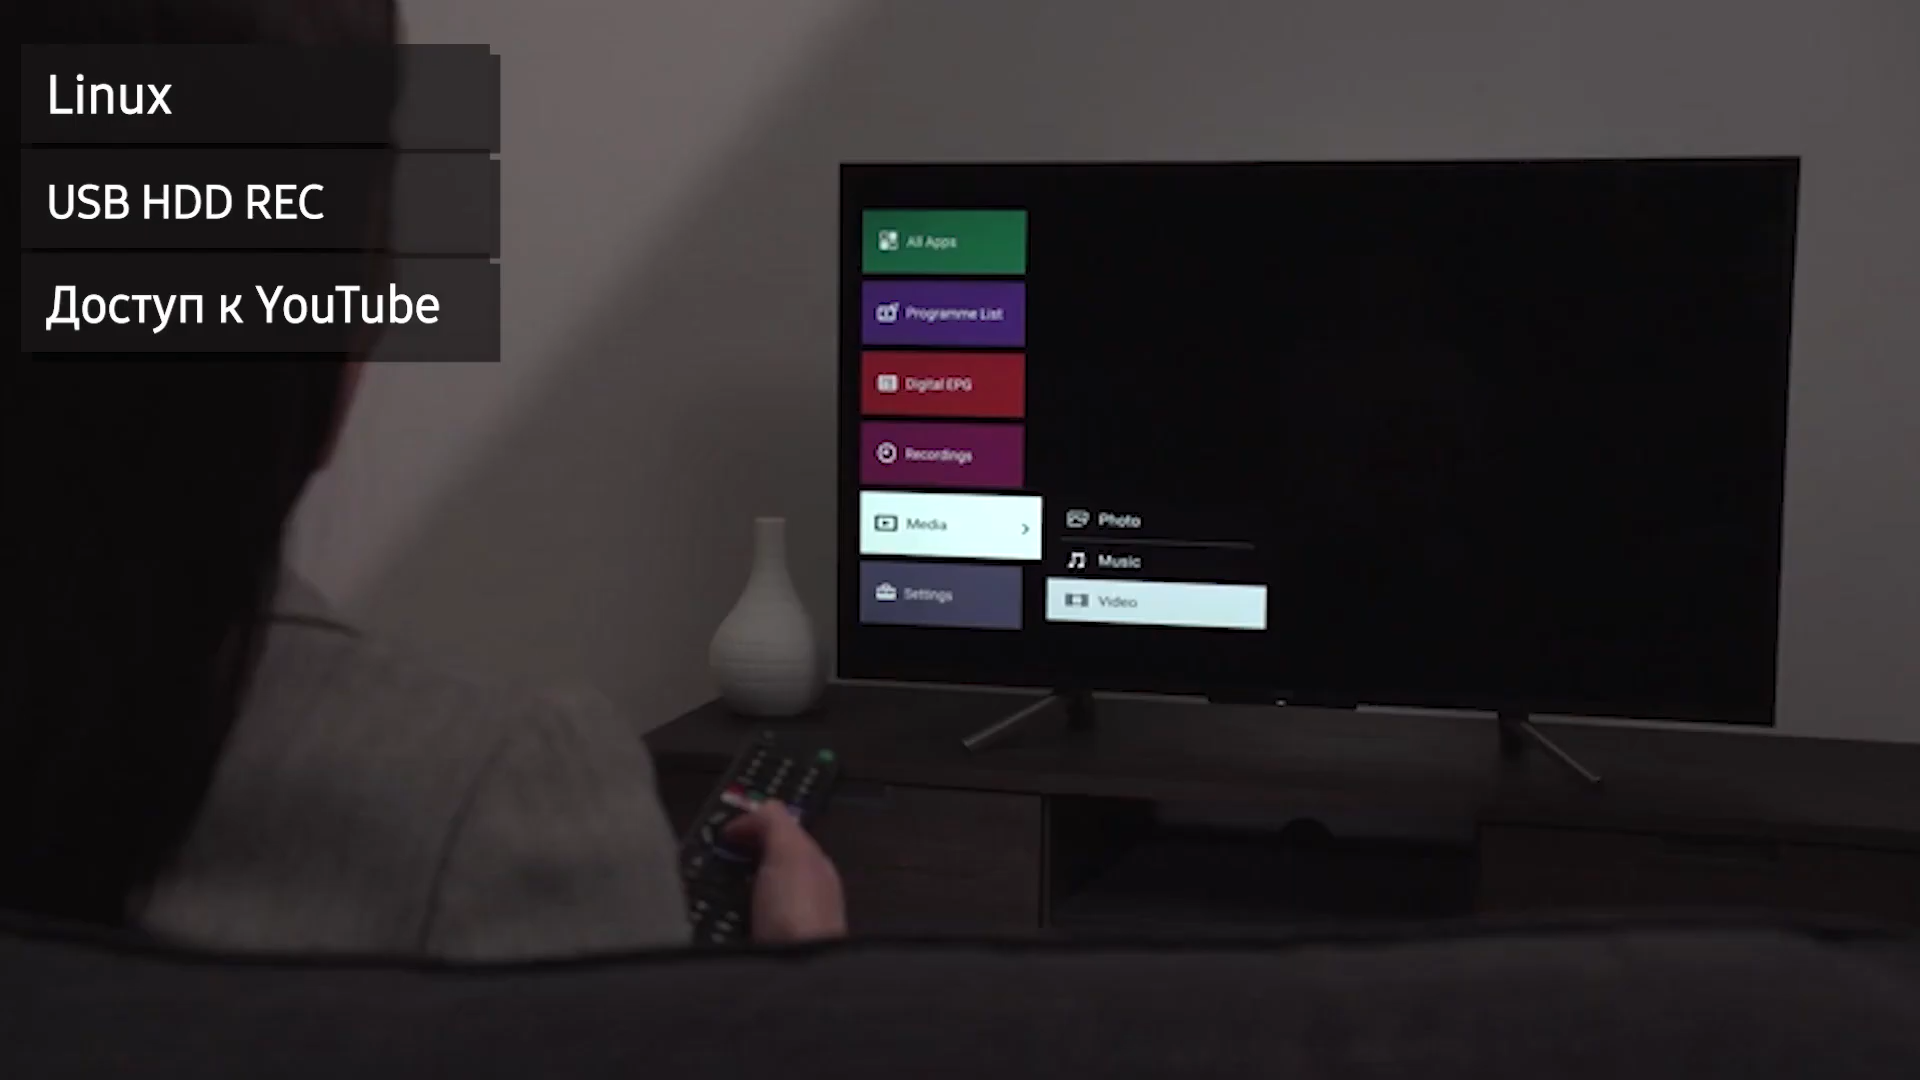 Linux
USB HDD REC
Доступ к YouTube
All Apps
Programme List
Digital EPG
Recordings
Media
Settings
Photo
Music
Video